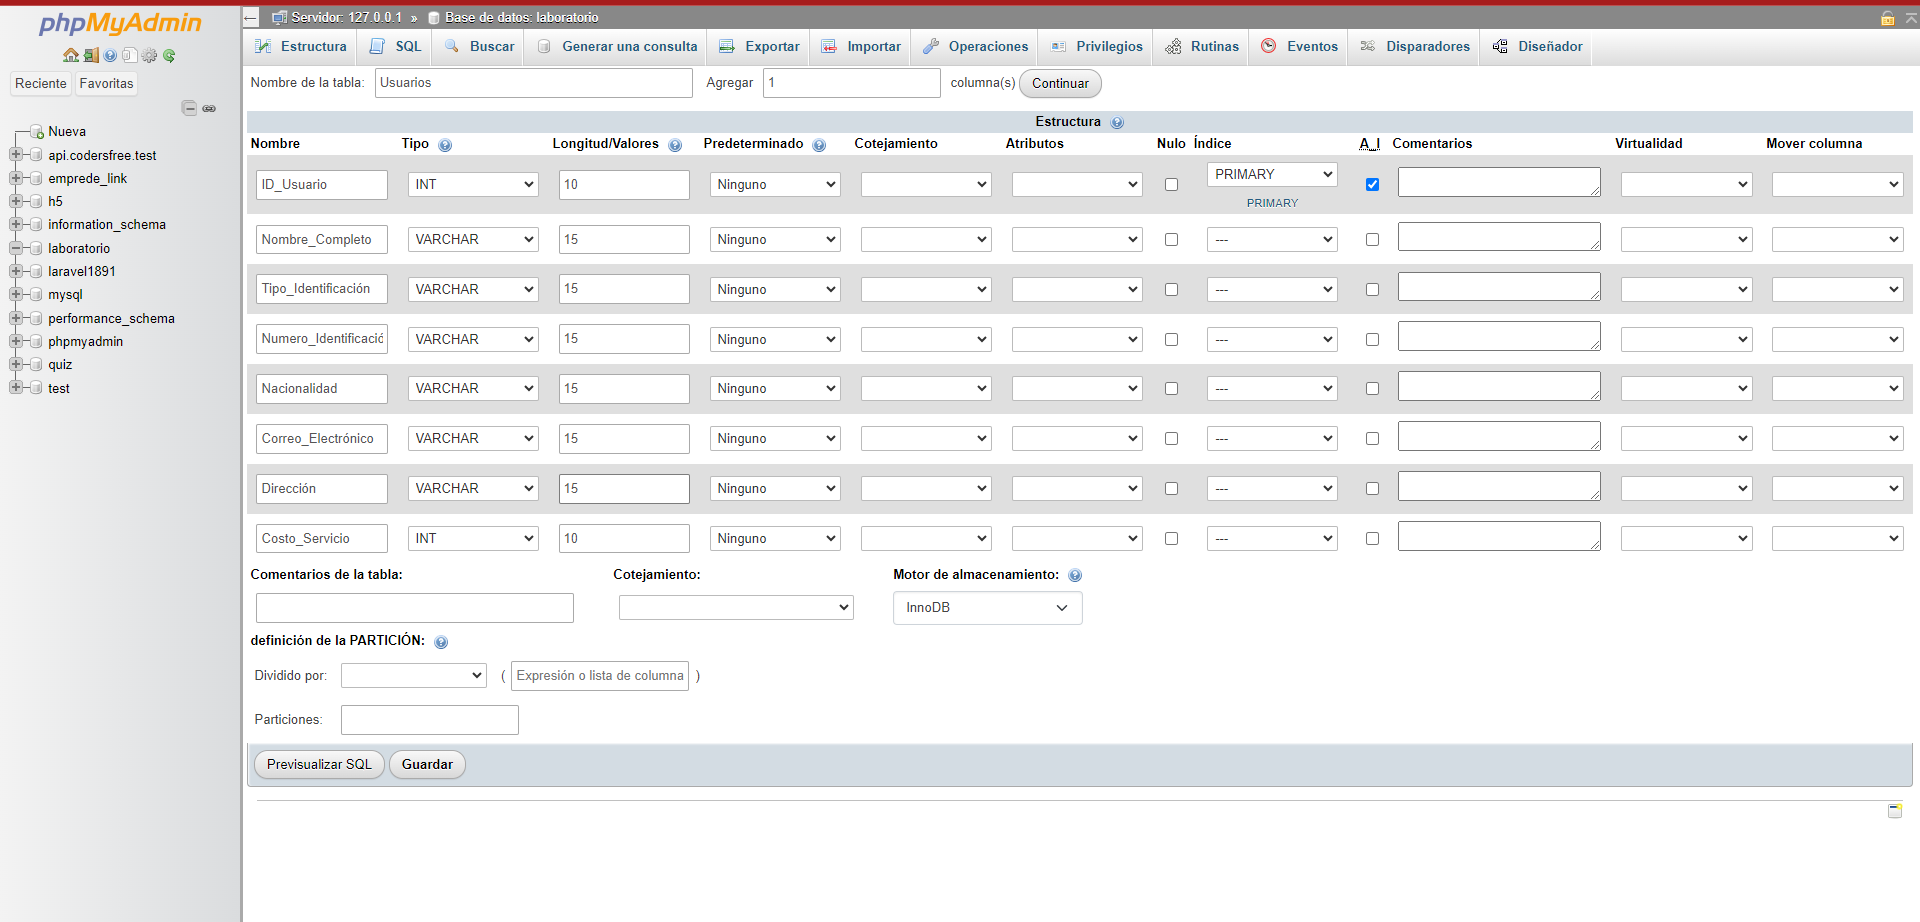 phpMyAdmin
Reciente Favoritas
Nueva
api.codersfree.test
emprede_link
h5
information_schema
laboratorio
laravel1891
mysql
performance_schema
phpmyadmin
quiz
test
← Servidor: 127.0.0.1 » Base de datos: laboratorio
Estructura SQL Buscar Generar una consulta Exportar Importar Operaciones Privilegios Rutinas Eventos Disparadores Diseñador
Nombre de la tabla: Usuarios Agregar 1 columna(s) Continuar
Estructura
Nombre Tipo Longitud/Valores Predeterminado Cotejamiento Atributos Nulo Índice A_I Comentarios Virtualidad Mover columna
ID_Usuario INT 10 Ninguno PRIMARY
PRIMARY
Nombre_Completo VARCHAR 15 Ninguno ---
Tipo_Identificación VARCHAR 15 Ninguno ---
Numero_Identificació VARCHAR 15 Ninguno ---
Nacionalidad VARCHAR 15 Ninguno ---
Correo_Electrónico VARCHAR 15 Ninguno ---
Dirección VARCHAR 15 Ninguno ---
Costo_Servicio INT 10 Ninguno ---
Comentarios de la tabla: Cotejamiento: Motor de almacenamiento:
InnoDB
definición de la PARTICIÓN:
Dividido por: ( Expresión o lista de columna )
Particiones:
Previsualizar SQL Guardar